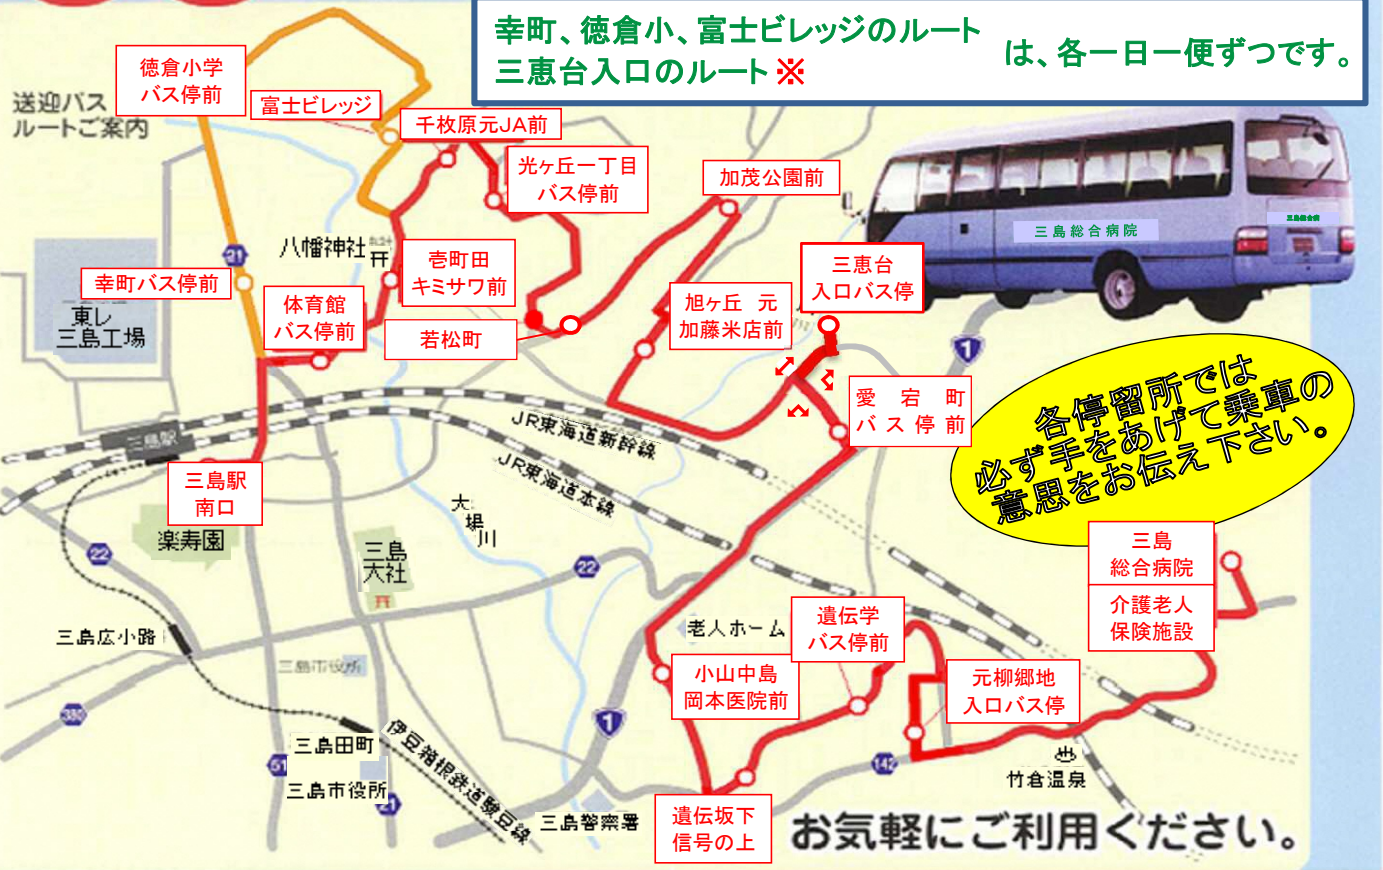 幸町、徳倉小、富士ビレッジのルート
三恵台入口のルート※
は、各一日一便ずつです。
送迎バス
ルートご案内
徳倉小学
バス停前
富士ビレッジ
千枚原元JA前
光ヶ丘一丁目
バス停前
加茂公園前
三島総合病院
三島総合病
八幡神社
幸町バス停前
21
体育館
バス停前
壱町田
キミサワ前
若松町
旭ヶ丘 元
加藤米店前
三恵台
入口バス停
東レ
三島工場
1
愛宕町
バス停前
各停留所では
必ず手をあげて乗車の
意思をお伝え下さい。
三島駅
三島駅
南口
JR東海道新幹線
JR東海道本線
大場川
楽寿園
三島
大社
22
22
三島
総合病院
介護老人
保険施設
三島広小路
三島市役所
老人ホーム
遺伝学
バス停前
小山中島
岡本医院前
元柳郷地
入口バス停
380
1
三島田町
伊豆箱根鉄道駿豆線
51
三島市役所
21
142
竹倉温泉
三島警察署
遺伝坂下
信号の上
お気軽にご利用ください。